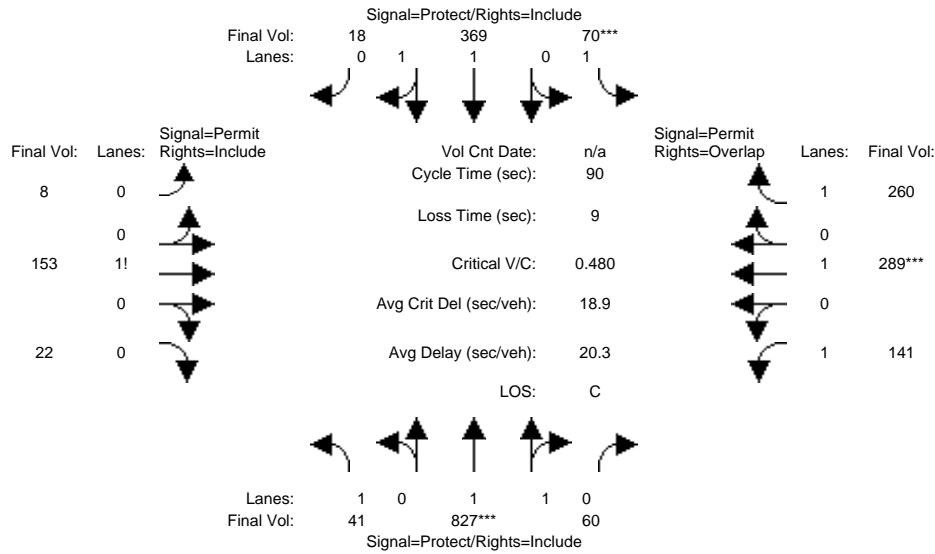 Signal=Protect/Rights=Include
Final Vol: 18 369 70***
Lanes: 0 1 1 0 1
Signal=Permit
Final Vol: Lanes: Rights=Include
Vol Cnt Date: n/a
Signal=Permit
Rights=Overlap Lanes: Final Vol:
Cycle Time (sec): 90
8 0
1 260
Loss Time (sec): 9
0
0
153 1!
Critical V/C: 0.480
1 289***
0
Avg Crit Del (sec/veh): 18.9
0
22 0
Avg Delay (sec/veh): 20.3
1 141
LOS: C
Lanes: 1 0 1 1 0
Final Vol: 41 827*** 60
Signal=Protect/Rights=Include